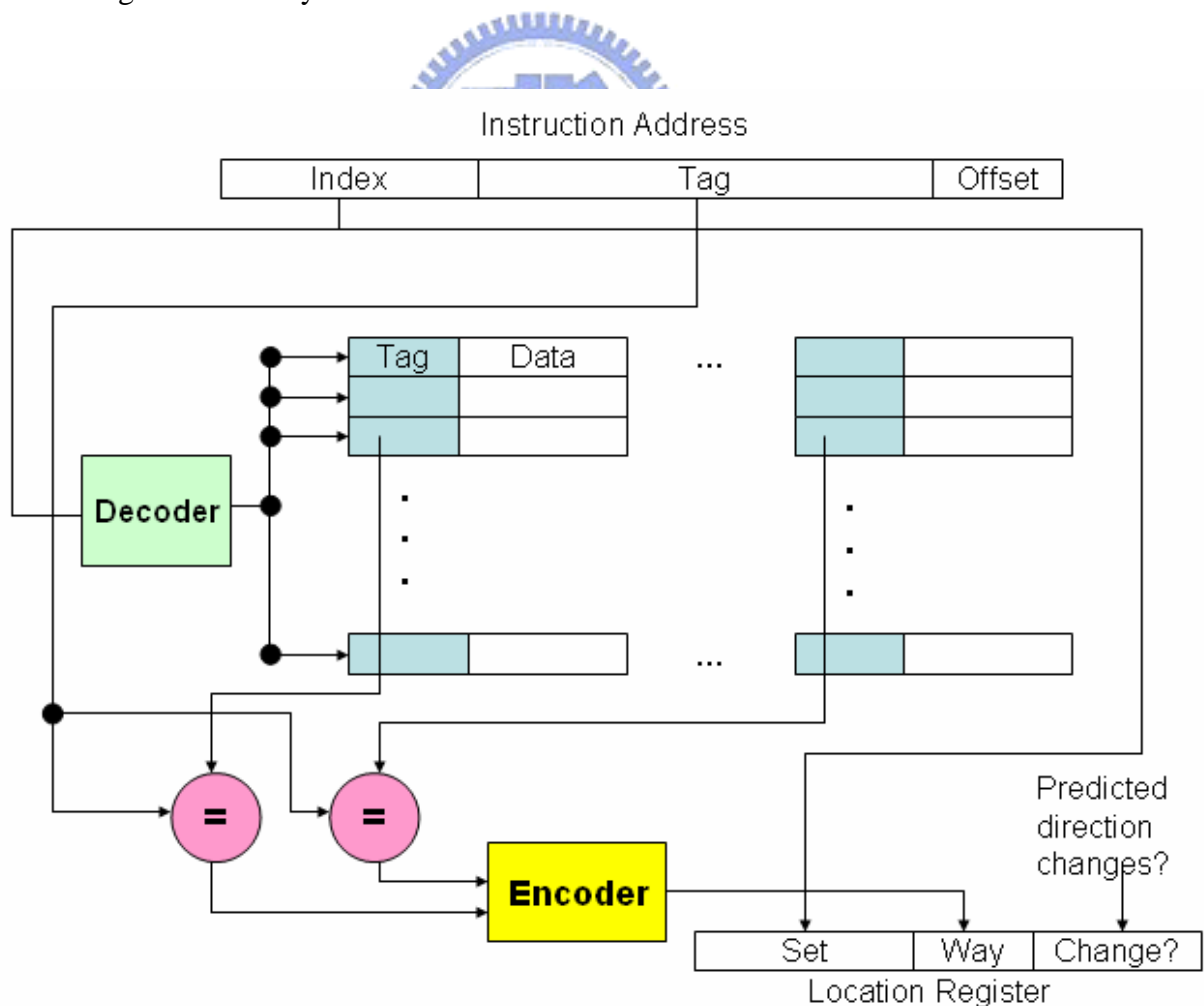 Instruction Address
Index Tag Offset
Tag Data ... 
Decoder
...
= =
Predicted
direction
changes?
Encoder
Set Way Change?
Location Register